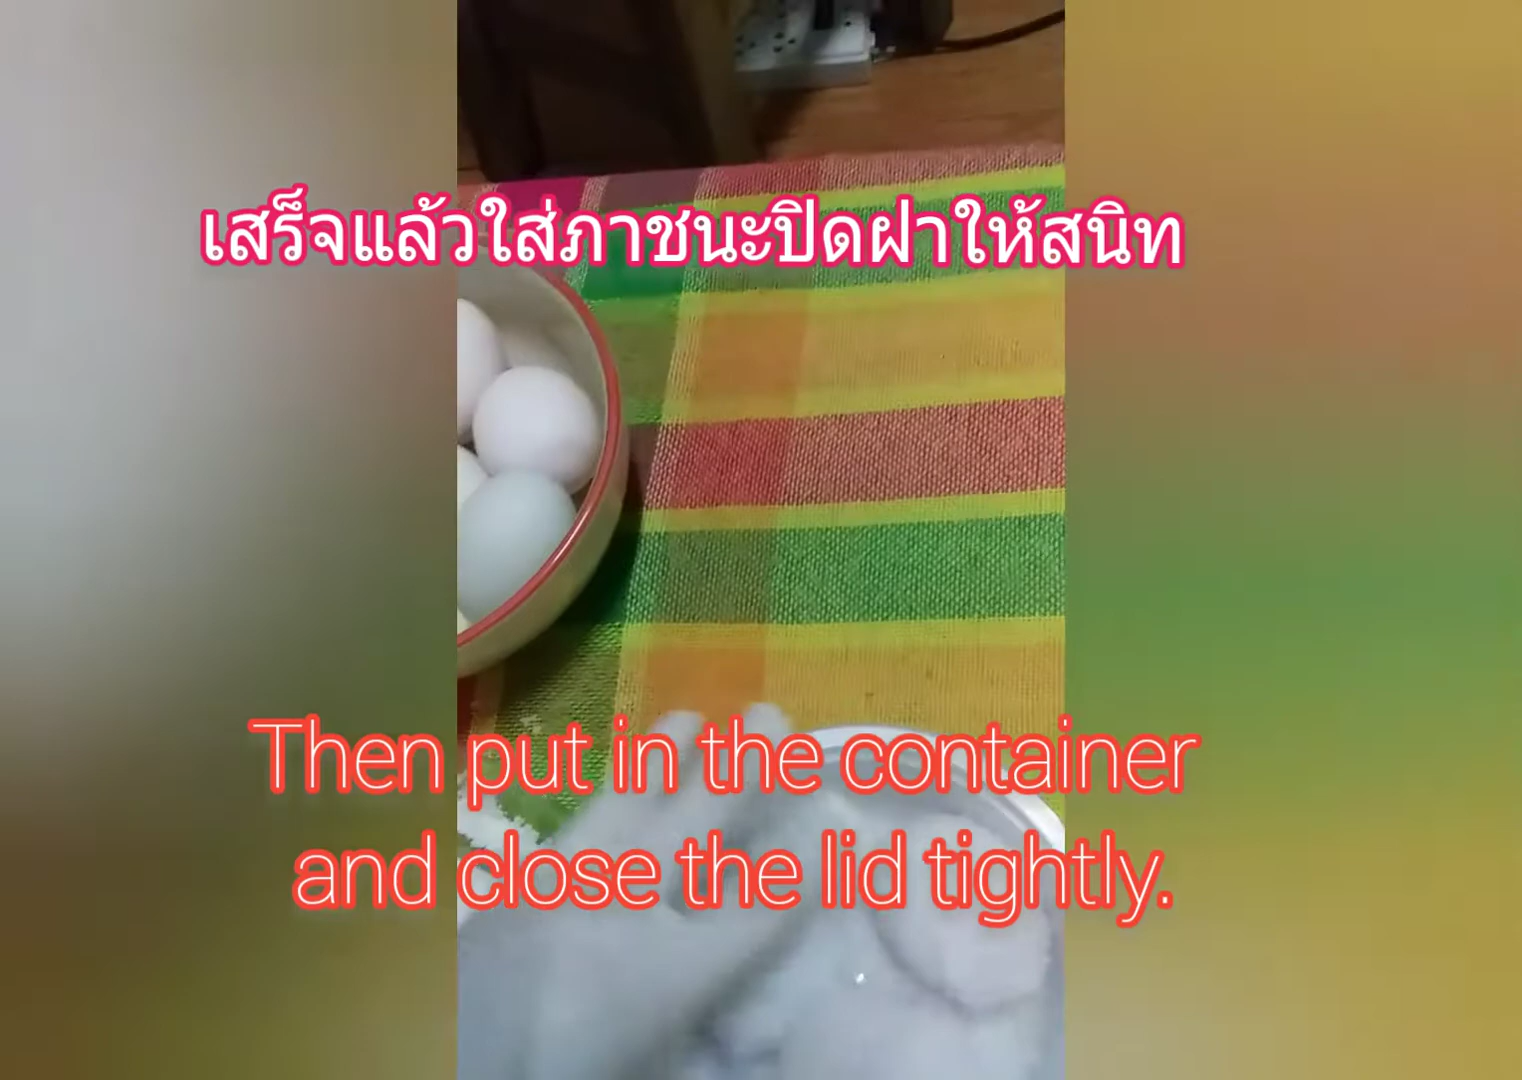 เสร็จแล้วใส่ภาชนะปิดฝาให้สนิท
Then put in the container
and close the lid tightly.